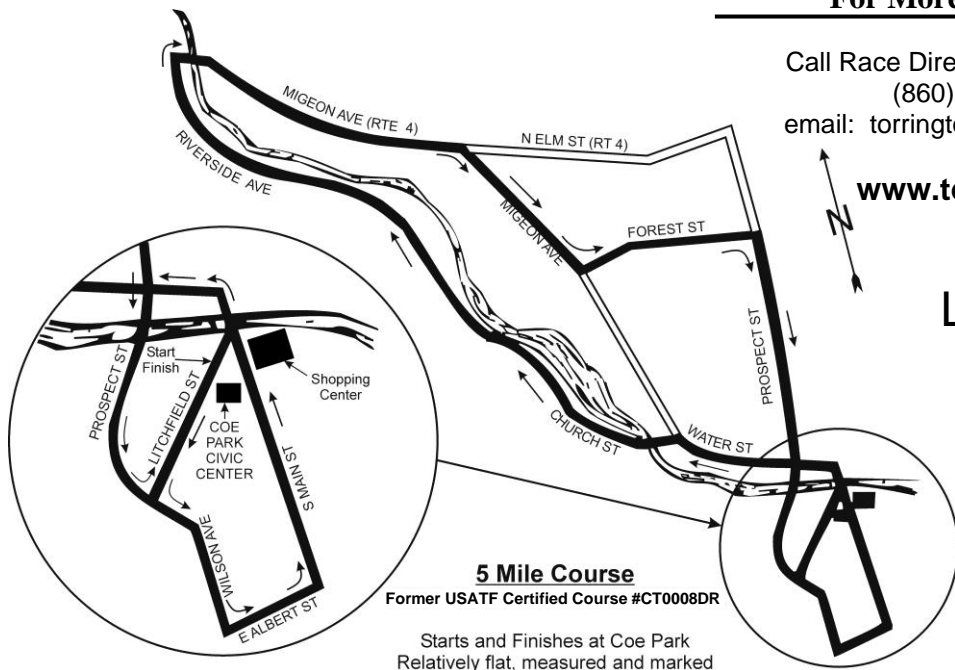 For More
Call Race Dire
(860)
email: torringt
www.to
N
L
MIGEON AVE (RTE 4)
N ELM ST (RT 4)
RIVERSIDE AVE
MIGEON AVE
FOREST ST
PROSPECT ST
CHURCH ST
WATER ST
Start
Finish
Shopping
Center
PROSPECT ST
LITCHFIELD ST
COE
PARK
CIVIC
CENTER
S MAIN ST
WILSON AVE
E ALBERT ST
5 Mile Course
Former USATF Certified Course #CT0008DR
Starts and Finishes at Coe Park
Relatively flat, measured and marked